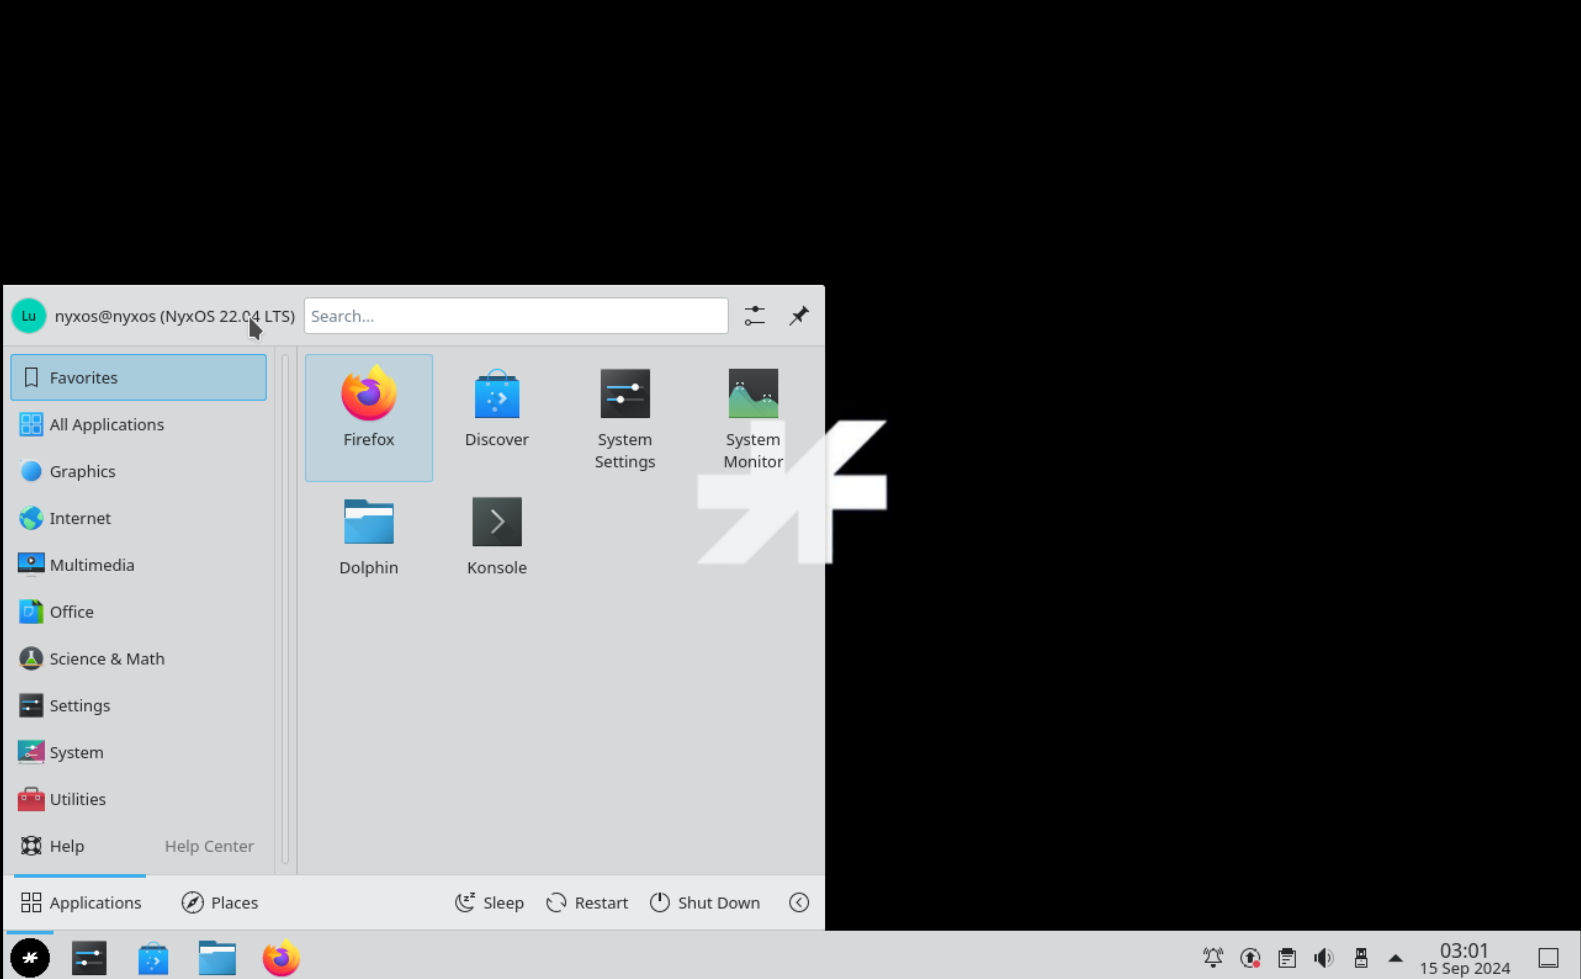 Lu nyxos@nyxos (NyxOS 22.04 LTS) Search...
Favorites
All Applications
Graphics
Internet
Multimedia
Office
Science & Math
Settings
System
Utilities
Help Help Center
Firefox
Discover
System
Settings
System
Monitor
Dolphin
Konsole
Applications Places Sleep Restart Shut Down
03:01
15 Sep 2024